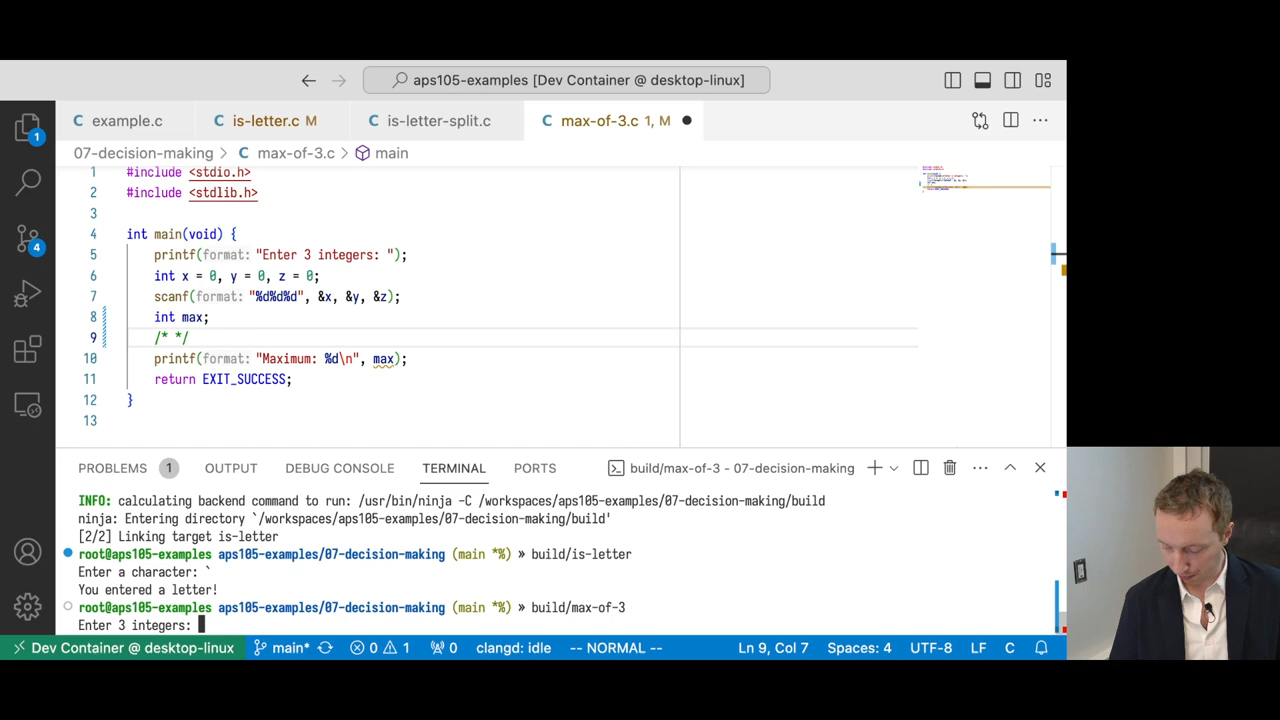 aps105-examples [Dev Container @ desktop-linux]
C example.c
C is-letter.c M
C is-letter-split.c
C max-of-3.c 1, M
07-decision-making > C max-of-3.c > main
1 #include <stdio.h>
2 #include <stdlib.h>
3
4 int main(void) {
5 printf(format: "Enter 3 integers: ");
6 int x = 0, y = 0, z = 0;
7 scanf(format: "%d%d%d", &x, &y, &z);
8 int max;
9 /* */
10 printf(format: "Maximum: %d\n", max);
11 return EXIT_SUCCESS;
12 }
13
1
4
PROBLEMS 1 OUTPUT DEBUG CONSOLE TERMINAL PORTS build/max-of-3 - 07-decision-making
INFO: calculating backend command to run: /usr/bin/ninja -C /workspaces/aps105-examples/07-decision-making/build
ninja: Entering directory `/workspaces/aps105-examples/07-decision-making/build'
[2/2] Linking target is-letter
root@aps105-examples aps105-examples/07-decision-making (main *%) » build/is-letter
Enter a character: `
You entered a letter!
root@aps105-examples aps105-examples/07-decision-making (main *%) » build/max-of-3
Enter 3 integers:
Dev Container @ desktop-linux main* 0 1 0 clangd: idle -- NORMAL -- Ln 9, Col 7 Spaces: 4 UTF-8 LF C